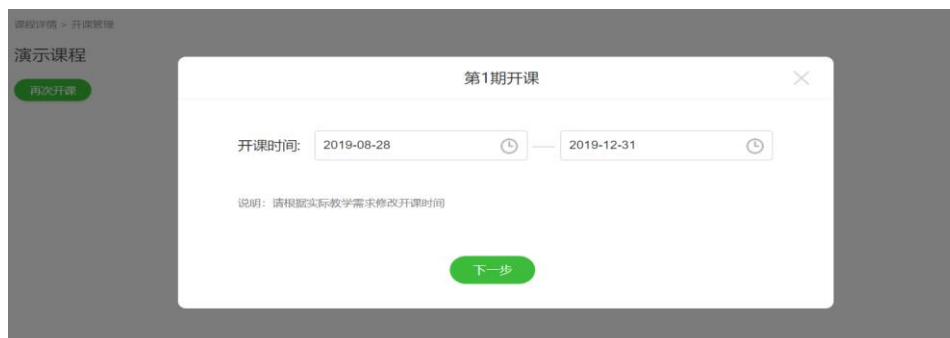 课程详情 > 开课管理
演示课程
再次开课
第1期开课
开课时间: 2019-08-28 — 2019-12-31
说明：请根据实际教学需求修改开课时间
下一步